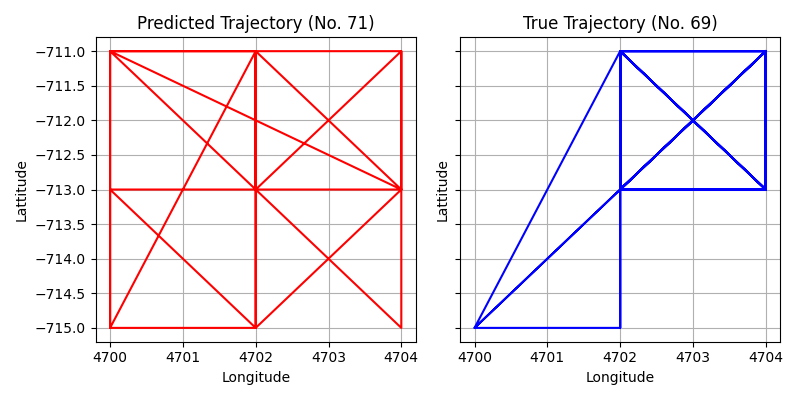 Predicted Trajectory (No. 71)
True Trajectory (No. 69)
−711.0
−711.5
−712.0
−712.5
−713.0
−713.5
−714.0
−714.5
−715.0
Lattitude
Lattitude
4700 4701 4702 4703 4704
4700 4701 4702 4703 4704
Longitude
Longitude